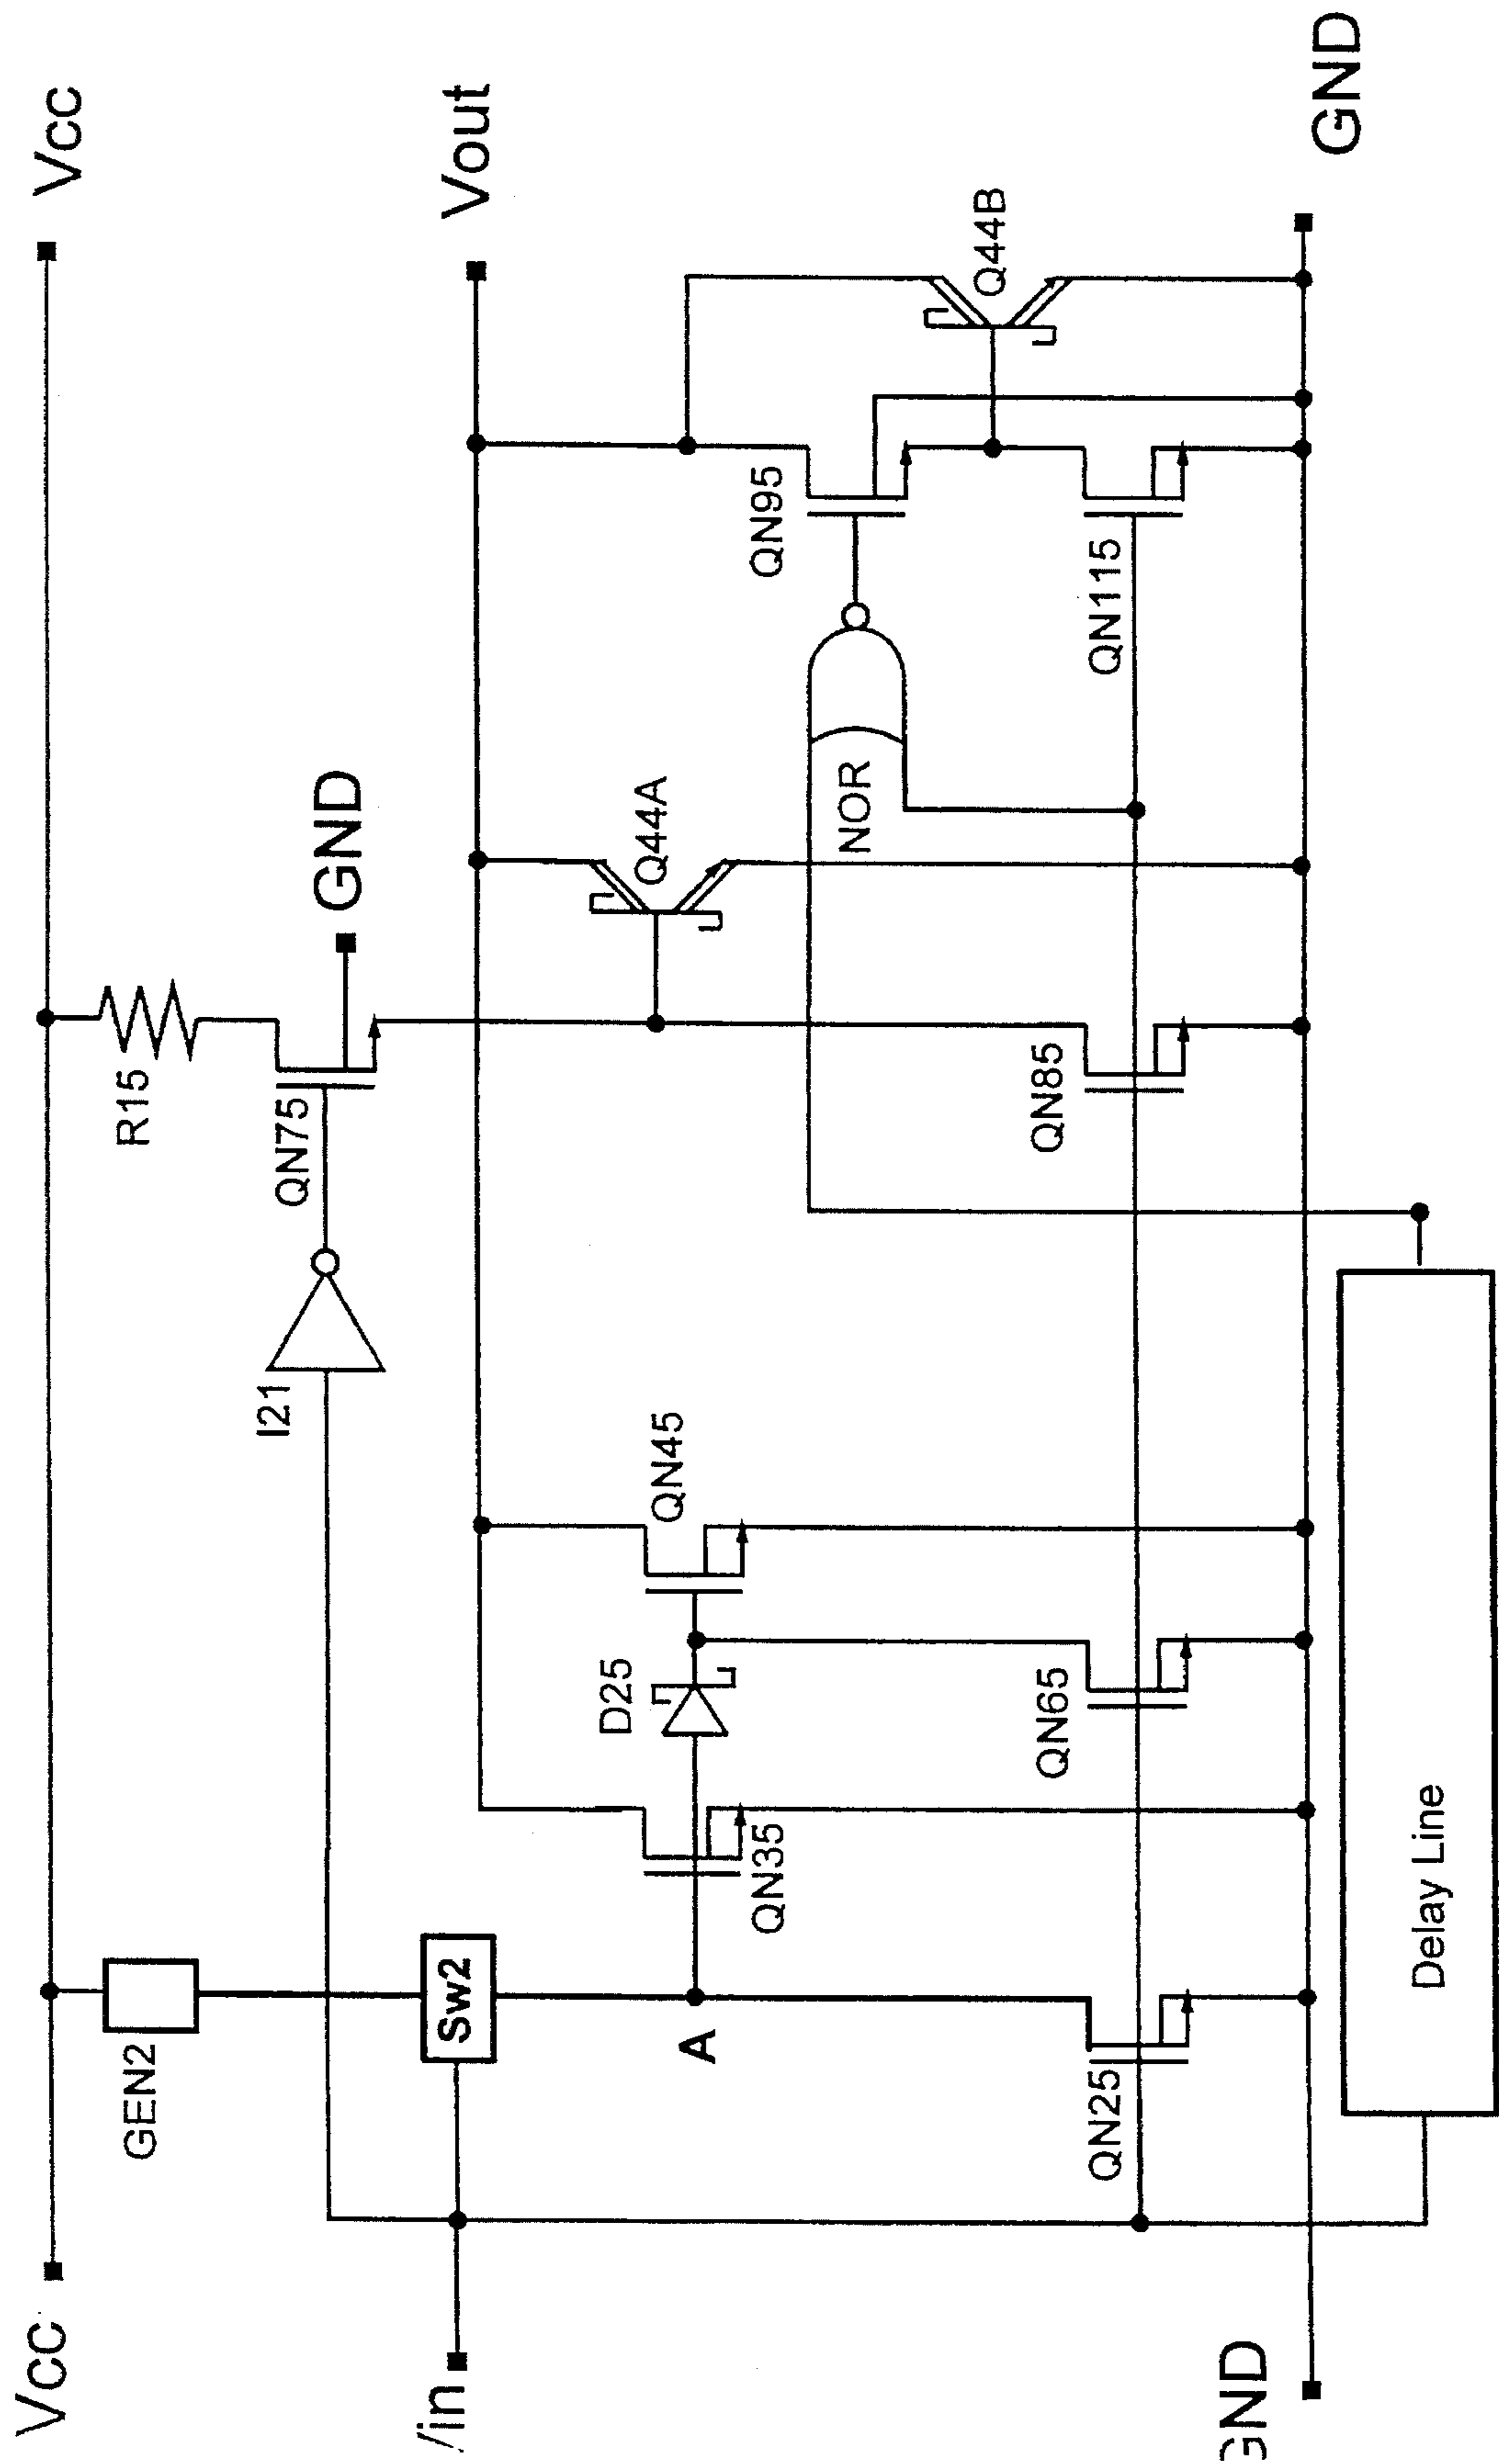 Vcc
Vcc
GEN2
R15
GND
QN75
I21
Vout
/in
Sw2
A
D25
QN45
QN35
Q44A
QN95
Q44B
NOR
QN25
QN65
QN85
QN115
GND
GND
Delay Line